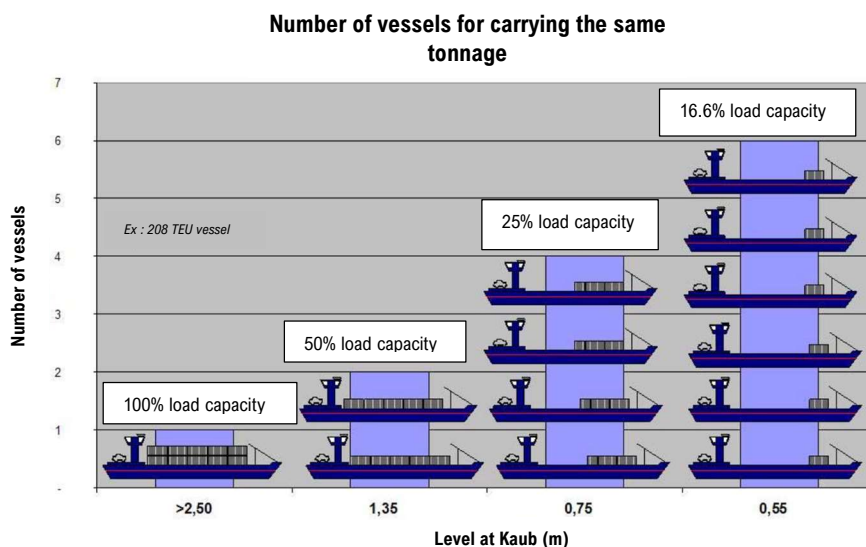 Number of vessels for carrying the same
tonnage
7
16.6% load capacity
6
5
Ex : 208 TEU vessel
25% load capacity
4
3
50% load capacity
2
100% load capacity
1
-
Number of vessels
>2,50
1,35
0,75
0,55
Level at Kaub (m)